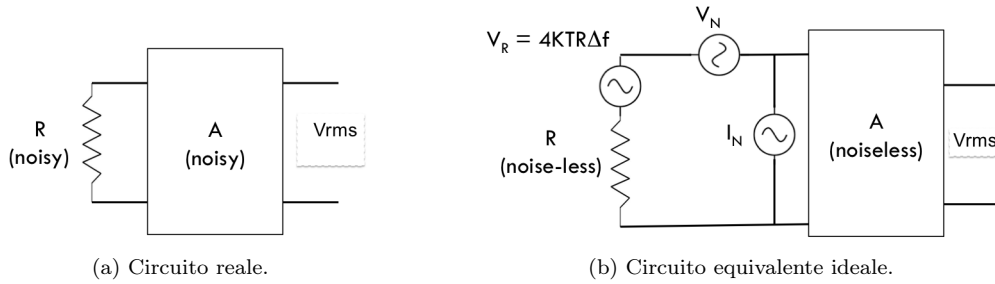 R
(noisy)
A
(noisy)
Vrms
(a) Circuito reale.
V_R = 4KTRΔf
V_N
R
(noise-less)
I_N
A
(noiseless)
Vrms
(b) Circuito equivalente ideale.